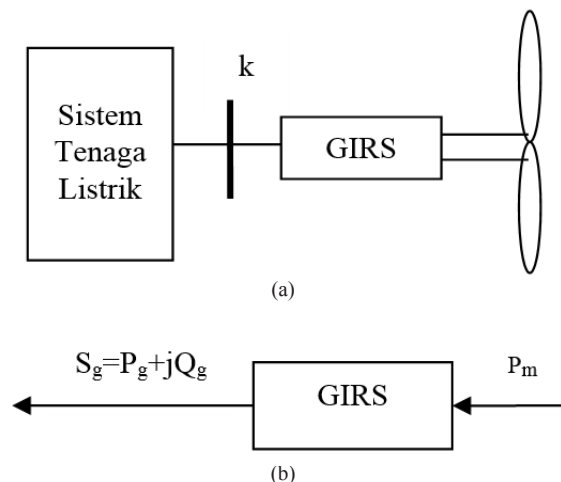 k
Sistem
Tenaga
Listrik
GIRS
(a)
S_g=P_g+jQ_g
P_m
GIRS
(b)